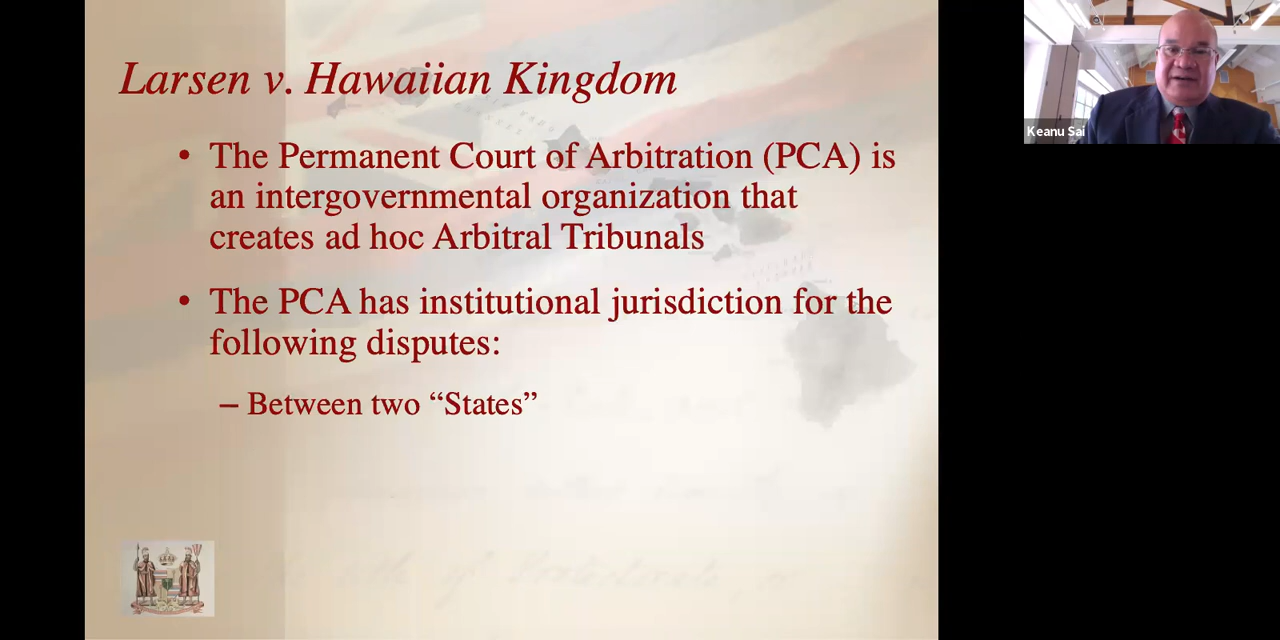 Larsen v. Hawaiian Kingdom
• The Permanent Court of Arbitration (PCA) is
an intergovernmental organization that
creates ad hoc Arbitral Tribunals
• The PCA has institutional jurisdiction for the
following disputes:
– Between two “States”
Keanu Sai